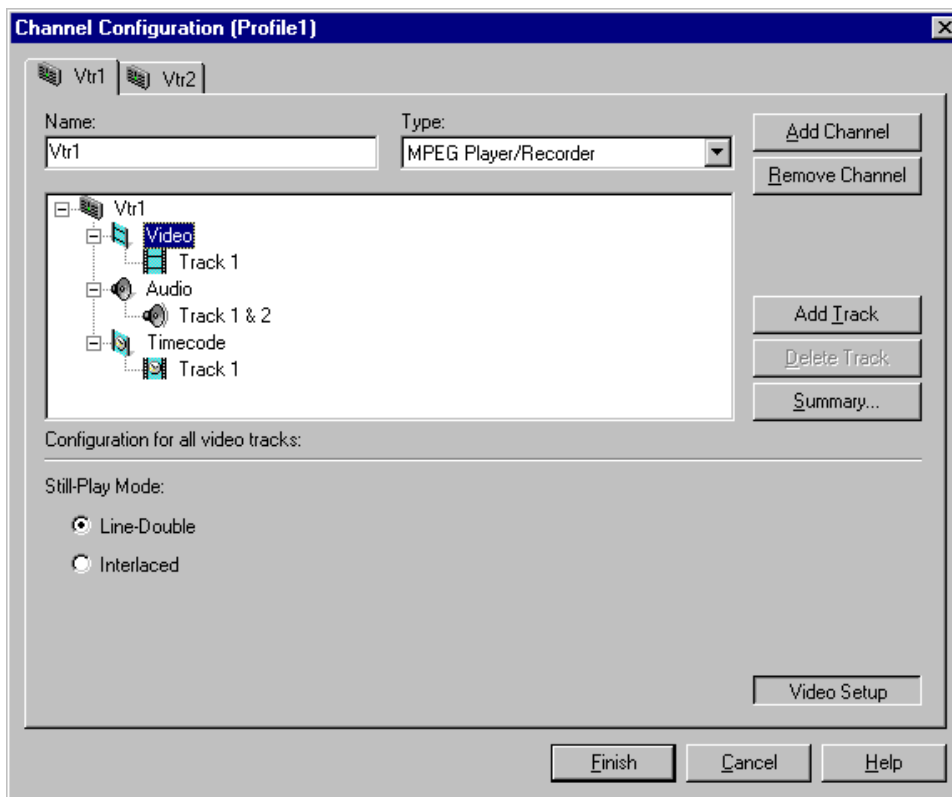 Channel Configuration (Profile1)
Vtr1 Vtr2
Name: Type:
Vtr1 MPEG Player/Recorder
Add Channel
Remove Channel
Vtr1
Video
Track 1
Audio
Track 1 & 2
Timecode
Track 1
Add Track
Delete Track
Summary...
Configuration for all video tracks:
Still-Play Mode:
Line-Double
Interlaced
Video Setup
Finish Cancel Help